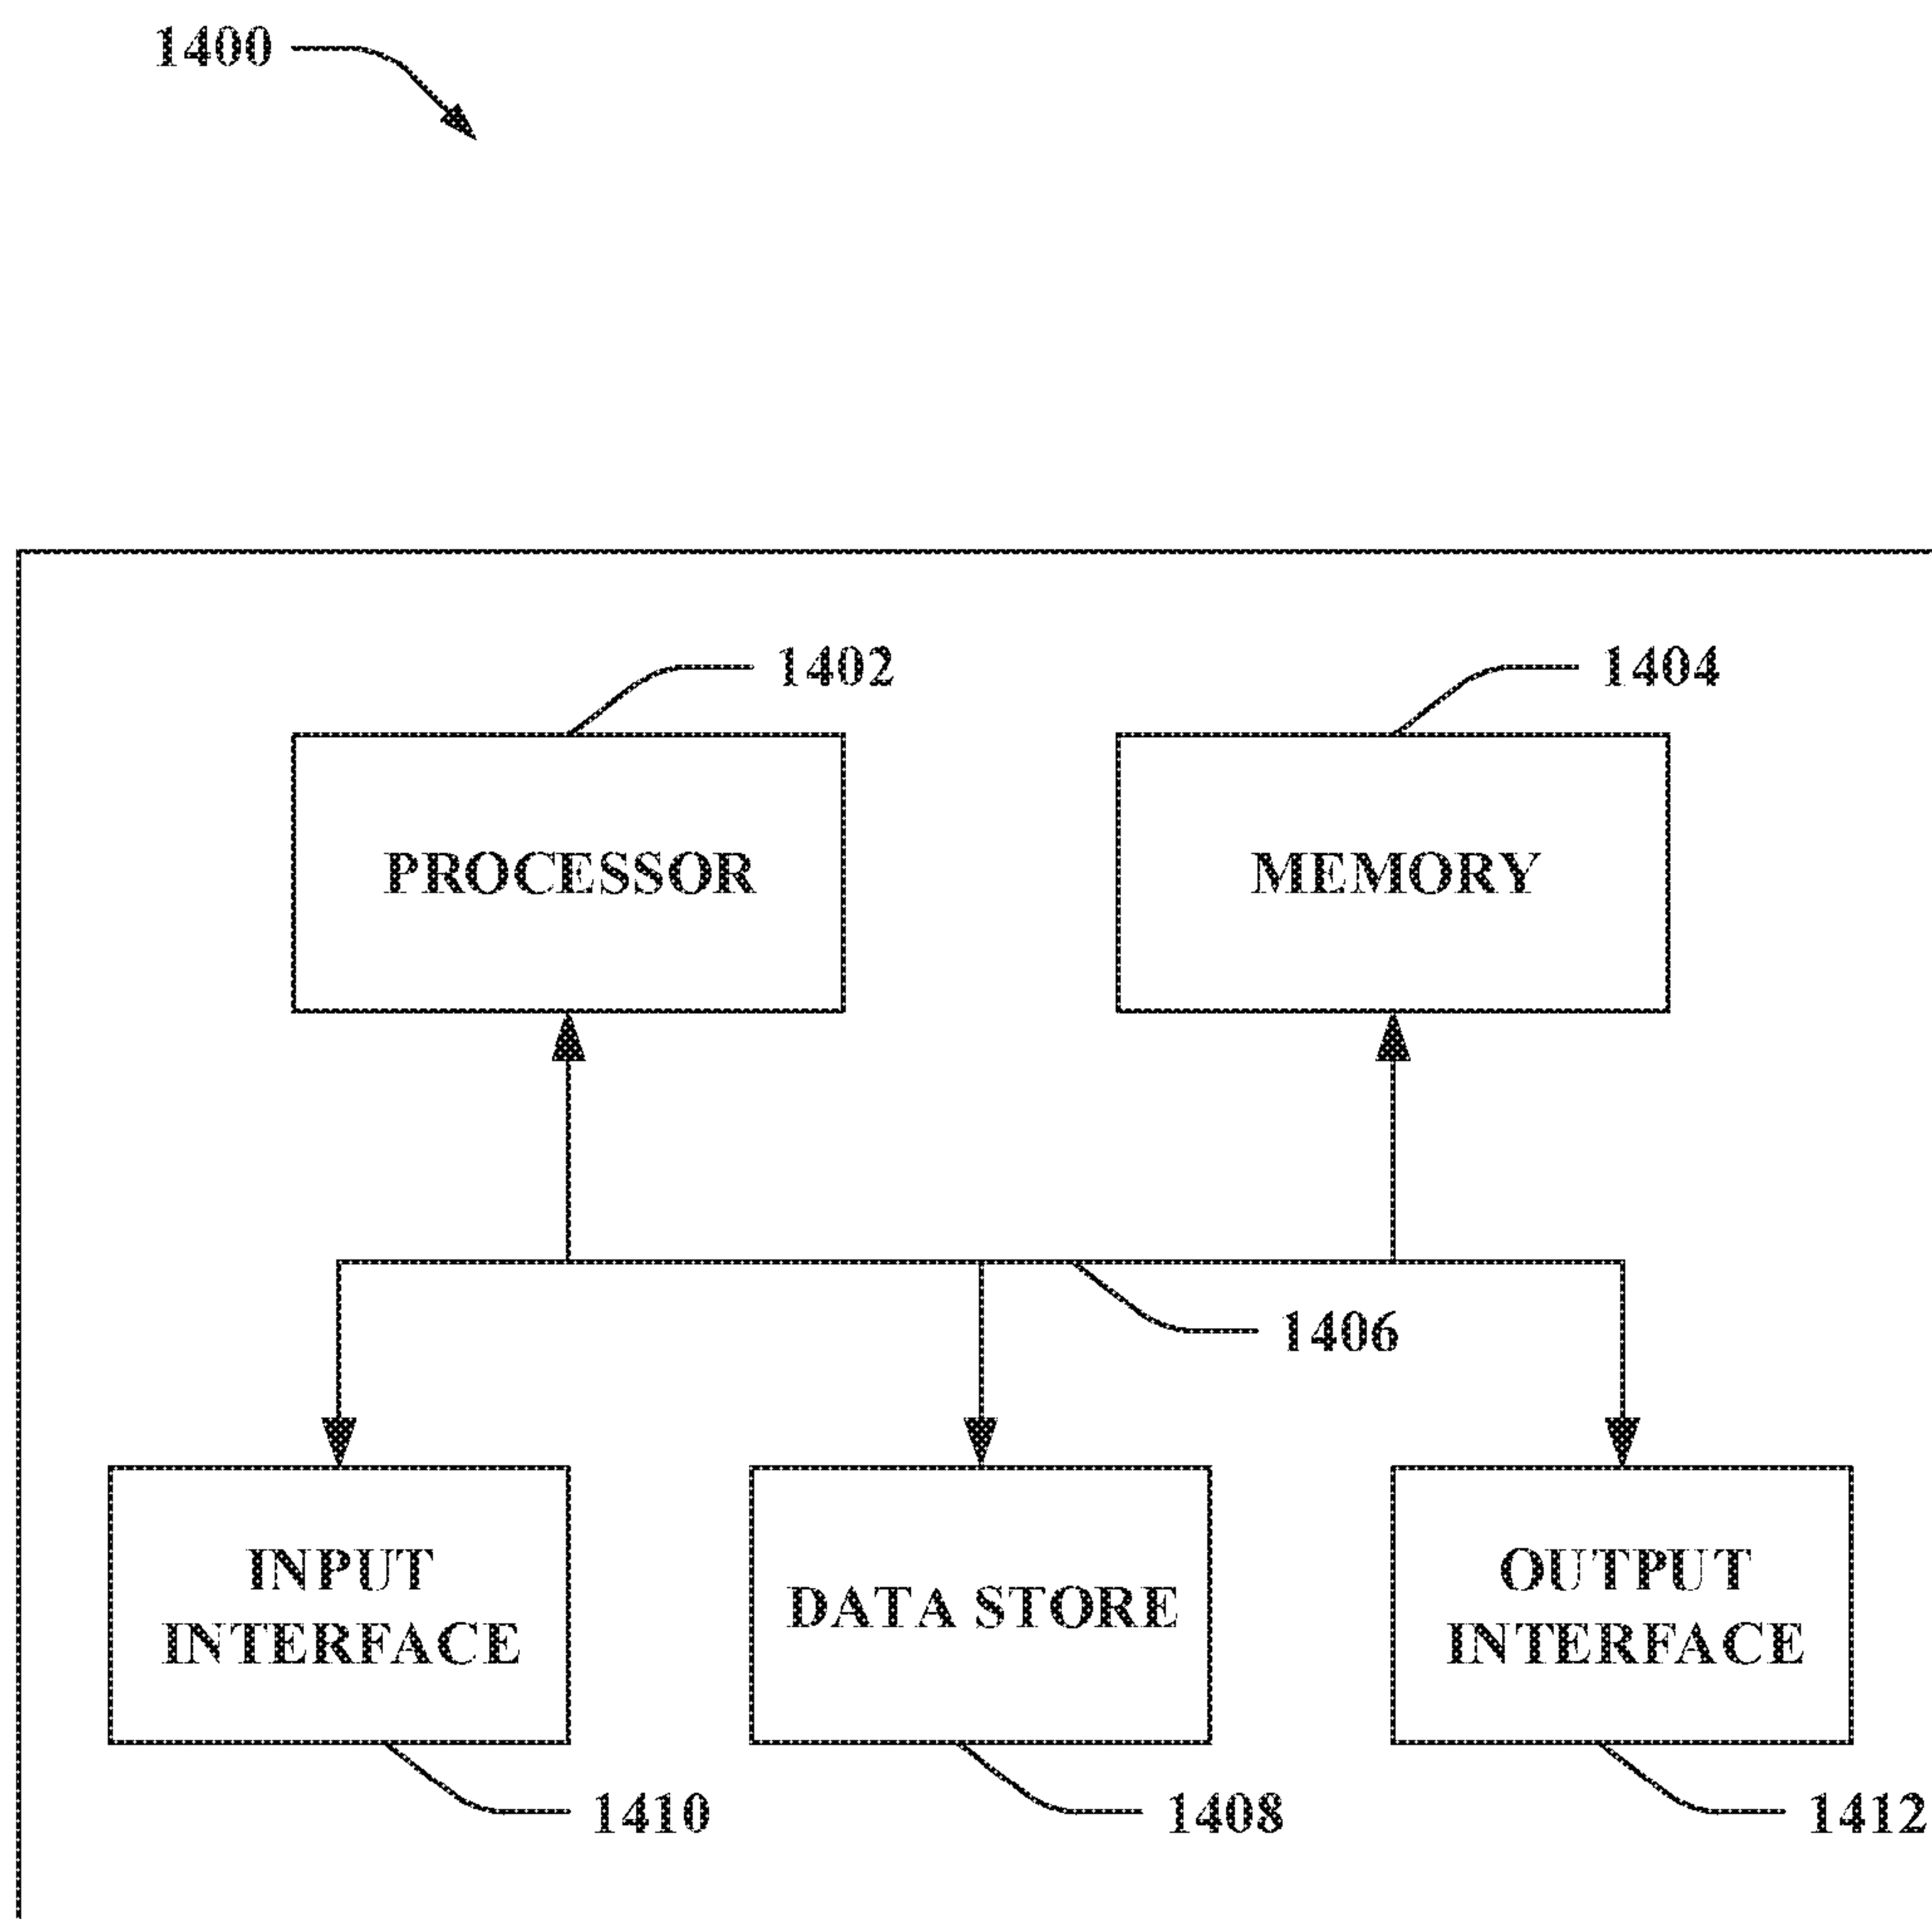 1400
1402
1404
PROCESSOR
MEMORY
1406
INPUT
INTERFACE
DATA STORE
OUTPUT
INTERFACE
1410
1408
1412